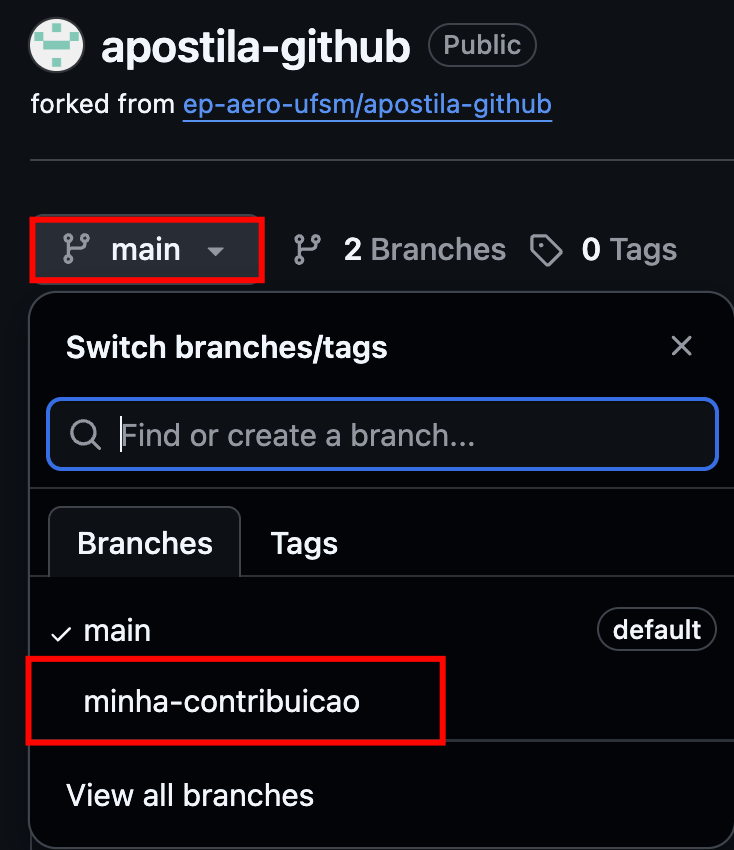 apostila-github Public
forked from ep-aero-ufsm/apostila-github
main 2 Branches 0 Tags
Switch branches/tags
Find or create a branch...
Branches Tags
main default
minha-contribuicao
View all branches